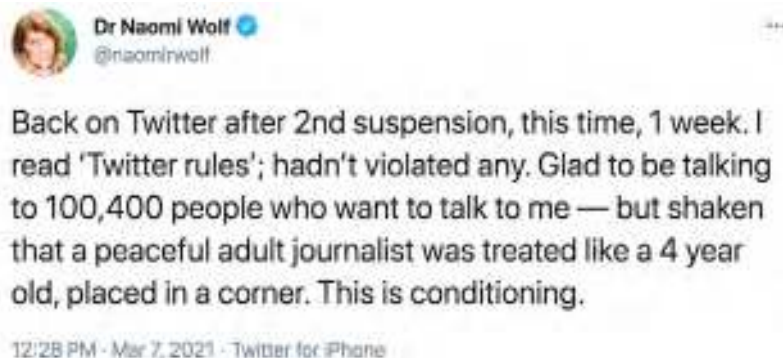 Dr Naomi Wolf
@naomirwolf
Back on Twitter after 2nd suspension, this time, 1 week. I
read ‘Twitter rules’; hadn’t violated any. Glad to be talking
to 100,400 people who want to talk to me — but shaken
that a peaceful adult journalist was treated like a 4 year
old, placed in a corner. This is conditioning.
12:28 PM · Mar 7, 2021 · Twitter for iPhone